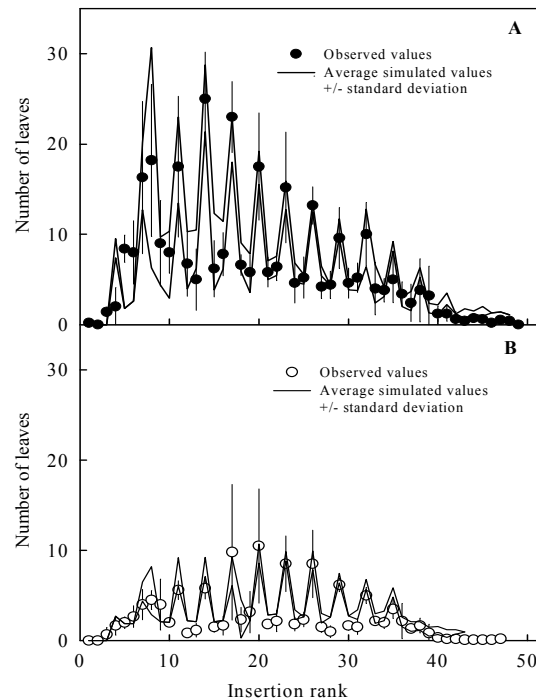 A
Observed values
Average simulated values
+/- standard deviation
30
20
10
0
Number of leaves
B
Observed values
Average simulated values
+/- standard deviation
30
20
10
0
Number of leaves
0 10 20 30 40 50
Insertion rank